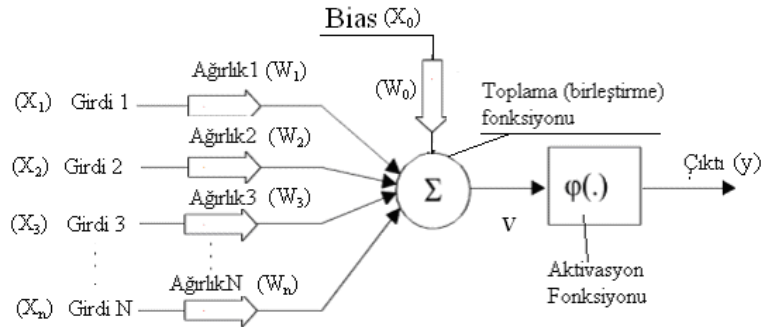 Bias (X₀)
Ağırlık1 (W₁)
(X₁) Girdi 1
(W₀)
Toplama (birleştirme)
fonksiyonu
Ağırlık2 (W₂)
(X₂) Girdi 2
Ağırlık3 (W₃)
(X₃) Girdi 3
Σ
V
φ(.)
Çıktı (y)
Aktivasyon
Fonksiyonu
AğırlıkN (Wₙ)
(Xₙ) Girdi N